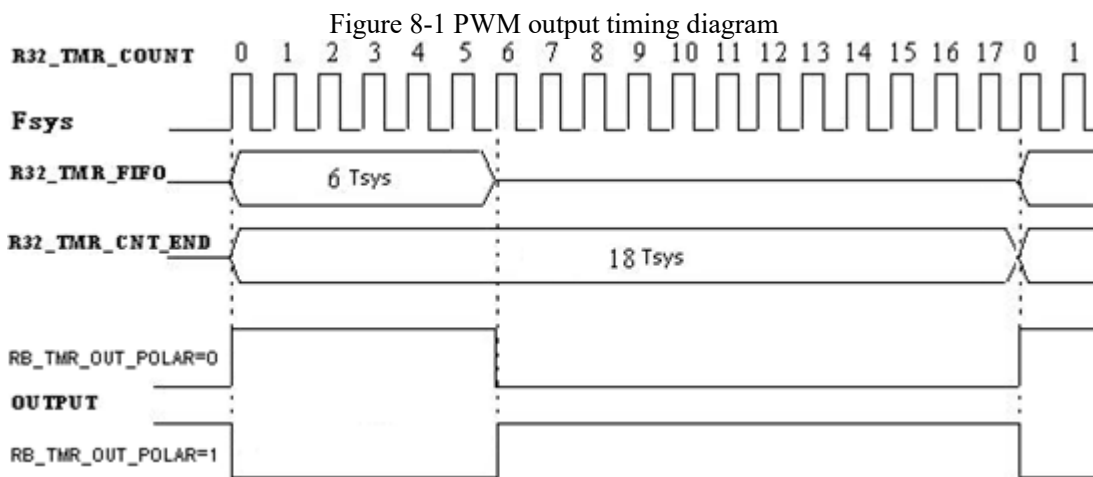 Figure 8-1 PWM output timing diagram
R32_TMR_COUNT 0 1 2 3 4 5 6 7 8 9 10 11 12 13 14 15 16 17 0 1
Fsys
R32_TMR_FIFO 6 Tsys
R32_TMR_CNT_END 18 Tsys
RB_TMR_OUT_POLAR=0
OUTPUT
RB_TMR_OUT_POLAR=1